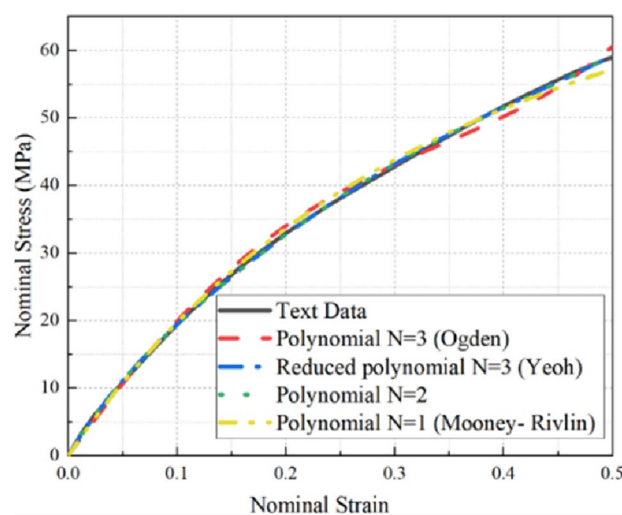 Nominal Stress (MPa)
60
50
40
30
20
10
0
Text Data
Polynomial N=3 (Ogden)
Reduced polynomial N=3 (Yeoh)
Polynomial N=2
Polynomial N=1 (Mooney- Rivlin)
0.0 0.1 0.2 0.3 0.4 0.5
Nominal Strain